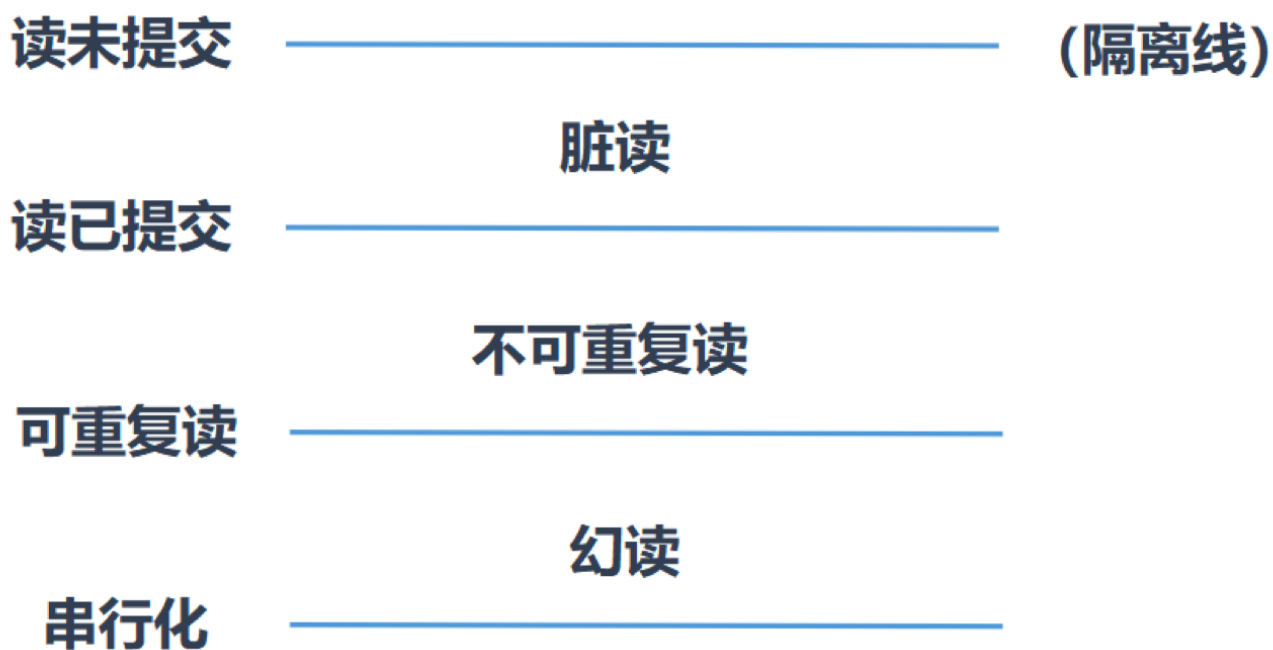 读未提交 （隔离线）
脏读
读已提交
不可重复读
可重复读
幻读
串行化